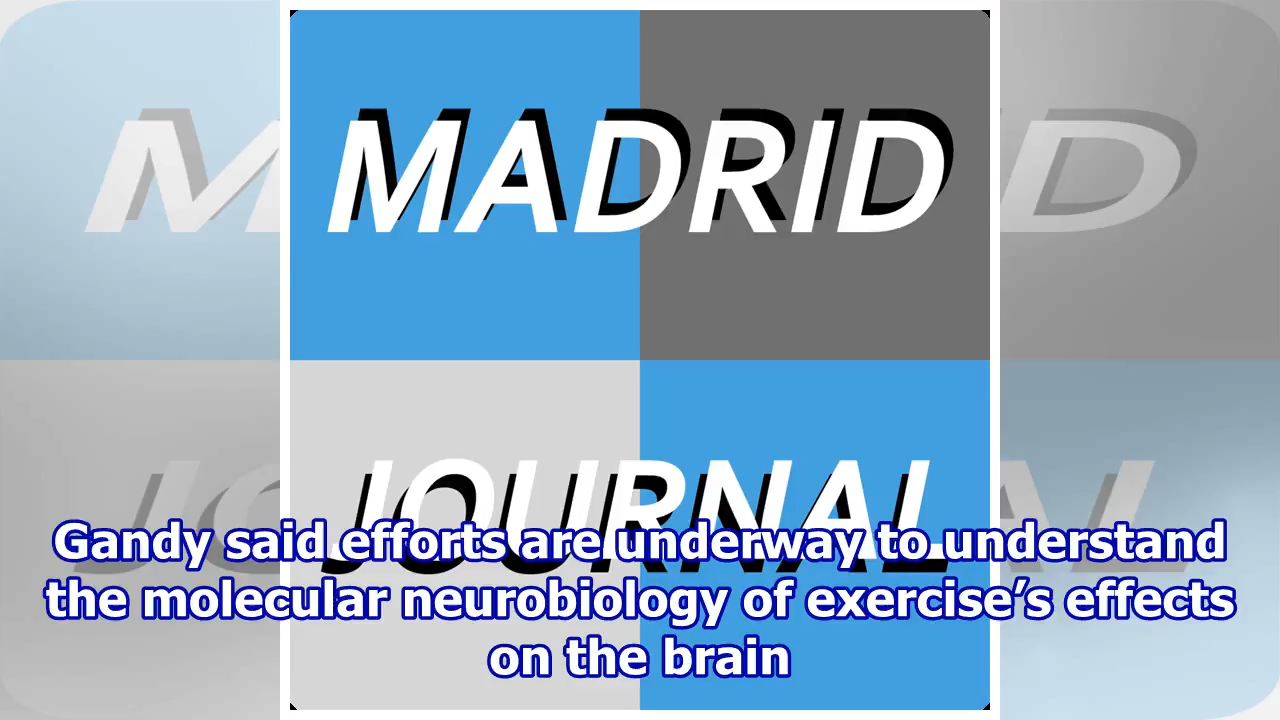 MADRID
JOURNAL
Gandy said efforts are underway to understand
the molecular neurobiology of exercise’s effects
on the brain